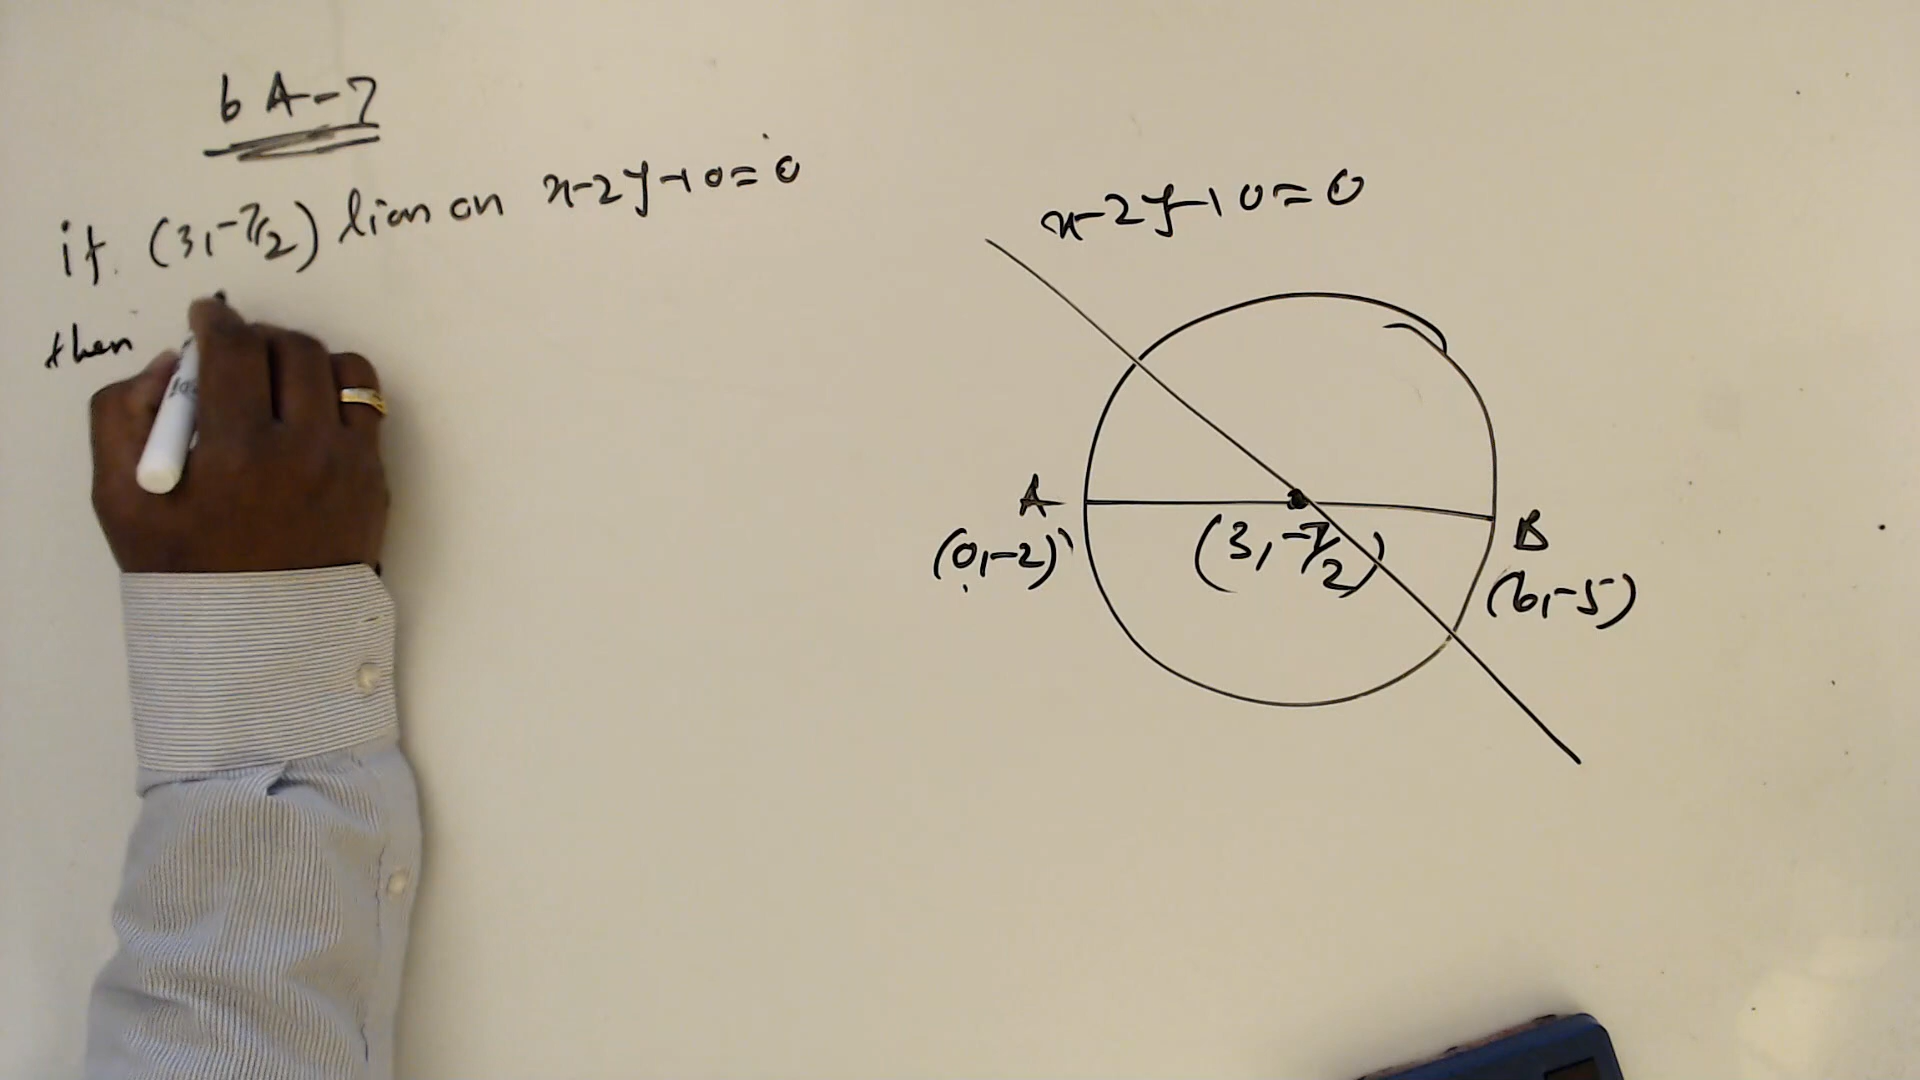 6 A-7
if (3,-7/2) lies on x-2y-10=0
then
x-2y-10=0
A
(0,-2)
(3,-7/2)
B
(6,-5)